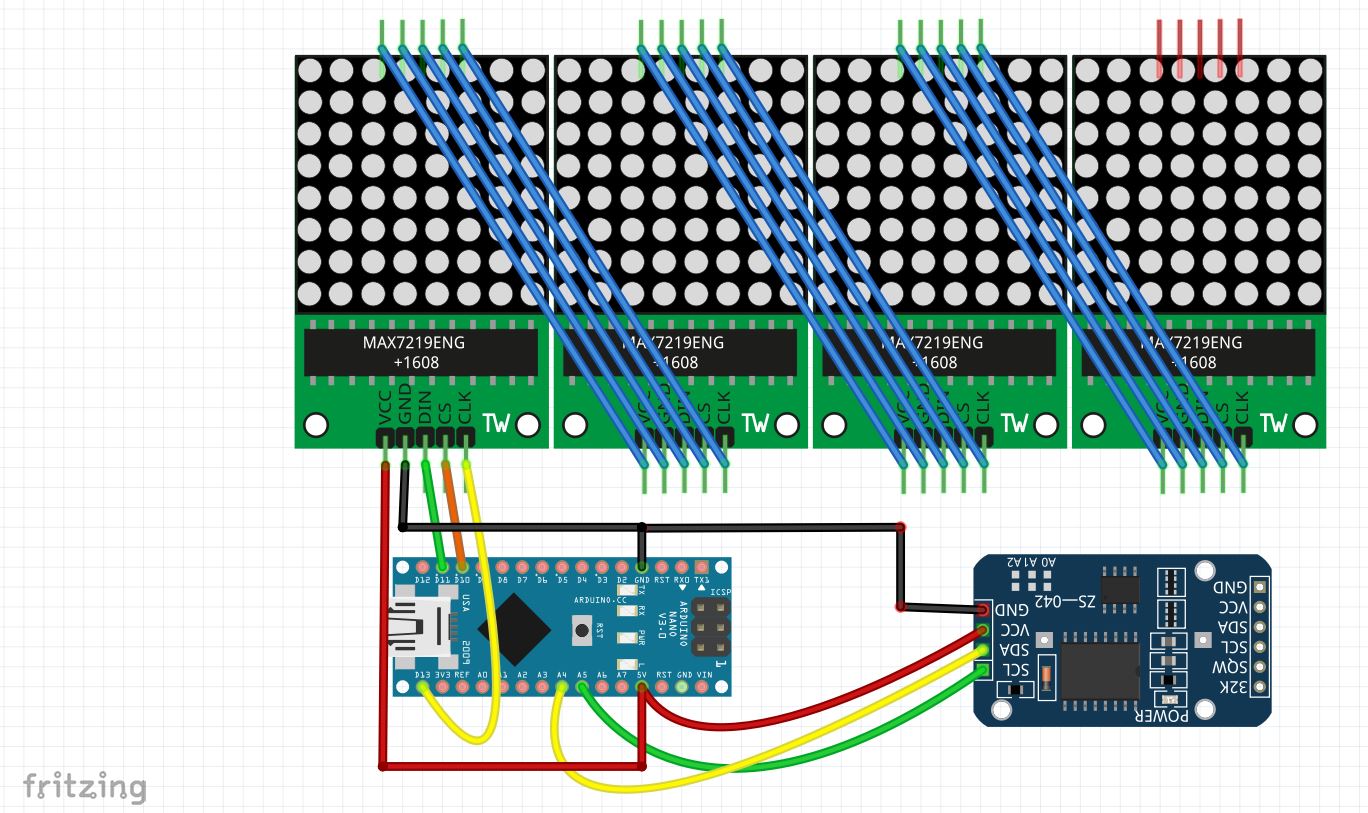 MAX7219ENG
+1608
VCC
GND
DIN
CS
CLK
TW
MAX7219ENG
+1608
VCC
GND
DIN
CS
CLK
TW
MAX7219ENG
+1608
VCC
GND
DIN
CS
CLK
TW
MAX7219ENG
+1608
VCC
GND
DIN
CS
CLK
TW
D12 D11 D10 D8 D7 D6 D5 D4 D3 D2 GND RST RX0 TX1
USA
2009
ARDUINO.CC
RST
TX
RX
PWR
L
ARDUINO
NANO
V3.0
ICSP
1
D13 3V3 REF A0 A1 A2 A3 A4 A5 A6 A7 5V RST GND VIN
A0 A1 A2
ZS-042
GND
VCC
SDA
SCL
GND
VCC
SDA
SCL
SQW
32K
POWER
fritzing